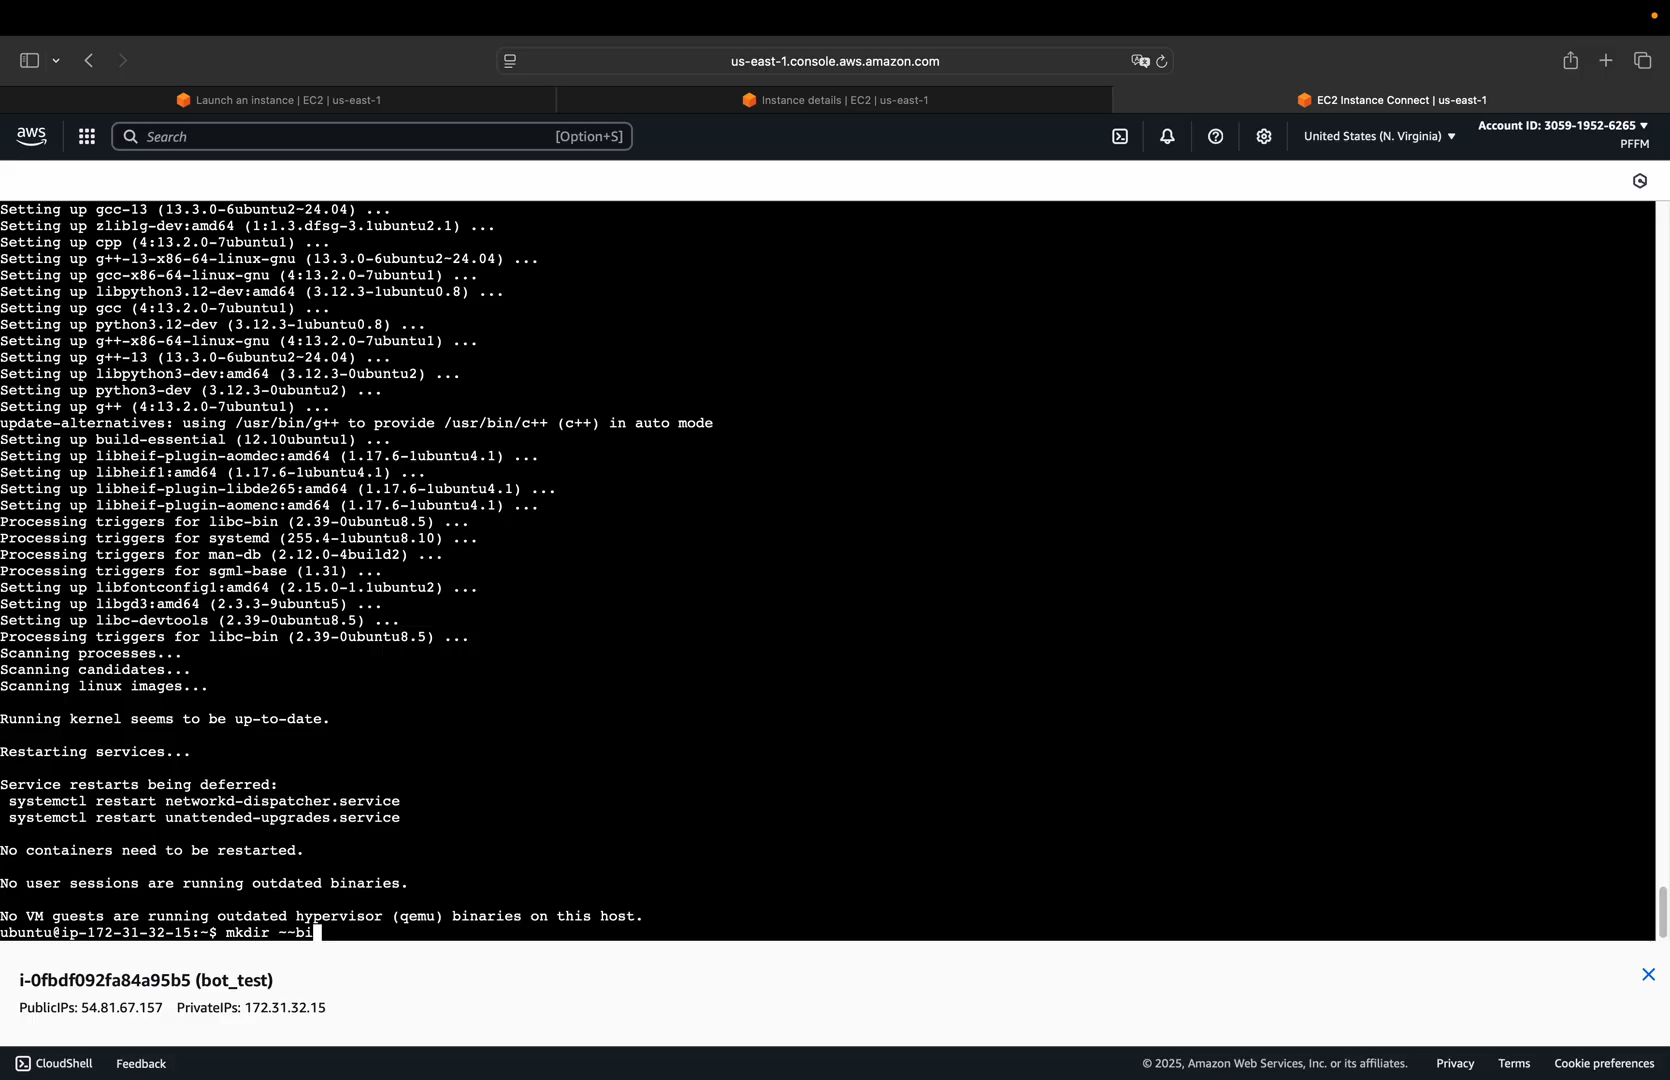 us-east-1.console.aws.amazon.com
Launch an instance | EC2 | us-east-1
Instance details | EC2 | us-east-1
EC2 Instance Connect | us-east-1
aws
Search
[Option+S]
United States (N. Virginia)
Account ID: 3059-1952-6265
PFFM
Setting up gcc-13 (13.3.0-6ubuntu2~24.04) ...
Setting up zlib1g-dev:amd64 (1:1.3.dfsg-3.1ubuntu2.1) ...
Setting up cpp (4:13.2.0-7ubuntu1) ...
Setting up g++-13-x86-64-linux-gnu (13.3.0-6ubuntu2~24.04) ...
Setting up gcc-x86-64-linux-gnu (4:13.2.0-7ubuntu1) ...
Setting up libpython3.12-dev:amd64 (3.12.3-1ubuntu0.8) ...
Setting up gcc (4:13.2.0-7ubuntu1) ...
Setting up python3.12-dev (3.12.3-1ubuntu0.8) ...
Setting up g++-x86-64-linux-gnu (4:13.2.0-7ubuntu1) ...
Setting up g++-13 (13.3.0-6ubuntu2~24.04) ...
Setting up libpython3-dev:amd64 (3.12.3-0ubuntu2) ...
Setting up python3-dev (3.12.3-0ubuntu2) ...
Setting up g++ (4:13.2.0-7ubuntu1) ...
update-alternatives: using /usr/bin/g++ to provide /usr/bin/c++ (c++) in auto mode
Setting up build-essential (12.10ubuntu1) ...
Setting up libheif-plugin-aomdec:amd64 (1.17.6-1ubuntu4.1) ...
Setting up libheif1:amd64 (1.17.6-1ubuntu4.1) ...
Setting up libheif-plugin-libde265:amd64 (1.17.6-1ubuntu4.1) ...
Setting up libheif-plugin-aomenc:amd64 (1.17.6-1ubuntu4.1) ...
Processing triggers for libc-bin (2.39-0ubuntu8.5) ...
Processing triggers for systemd (255.4-1ubuntu8.10) ...
Processing triggers for man-db (2.12.0-4build2) ...
Processing triggers for sgml-base (1.31) ...
Setting up libfontconfig1:amd64 (2.15.0-1.1ubuntu2) ...
Setting up libgd3:amd64 (2.3.3-9ubuntu5) ...
Setting up libc-devtools (2.39-0ubuntu8.5) ...
Processing triggers for libc-bin (2.39-0ubuntu8.5) ...
Scanning processes...
Scanning candidates...
Scanning linux images...
Running kernel seems to be up-to-date.
Restarting services...
Service restarts being deferred:
systemctl restart networkd-dispatcher.service
systemctl restart unattended-upgrades.service
No containers need to be restarted.
No user sessions are running outdated binaries.
No VM guests are running outdated hypervisor (qemu) binaries on this host.
ubuntu@ip-172-31-32-15:~$ mkdir ~~bi
i-0fbdf092fa84a95b5 (bot_test)
PublicIPs: 54.81.67.157 PrivateIPs: 172.31.32.15
CloudShell
Feedback
© 2025, Amazon Web Services, Inc. or its affiliates.
Privacy
Terms
Cookie preferences